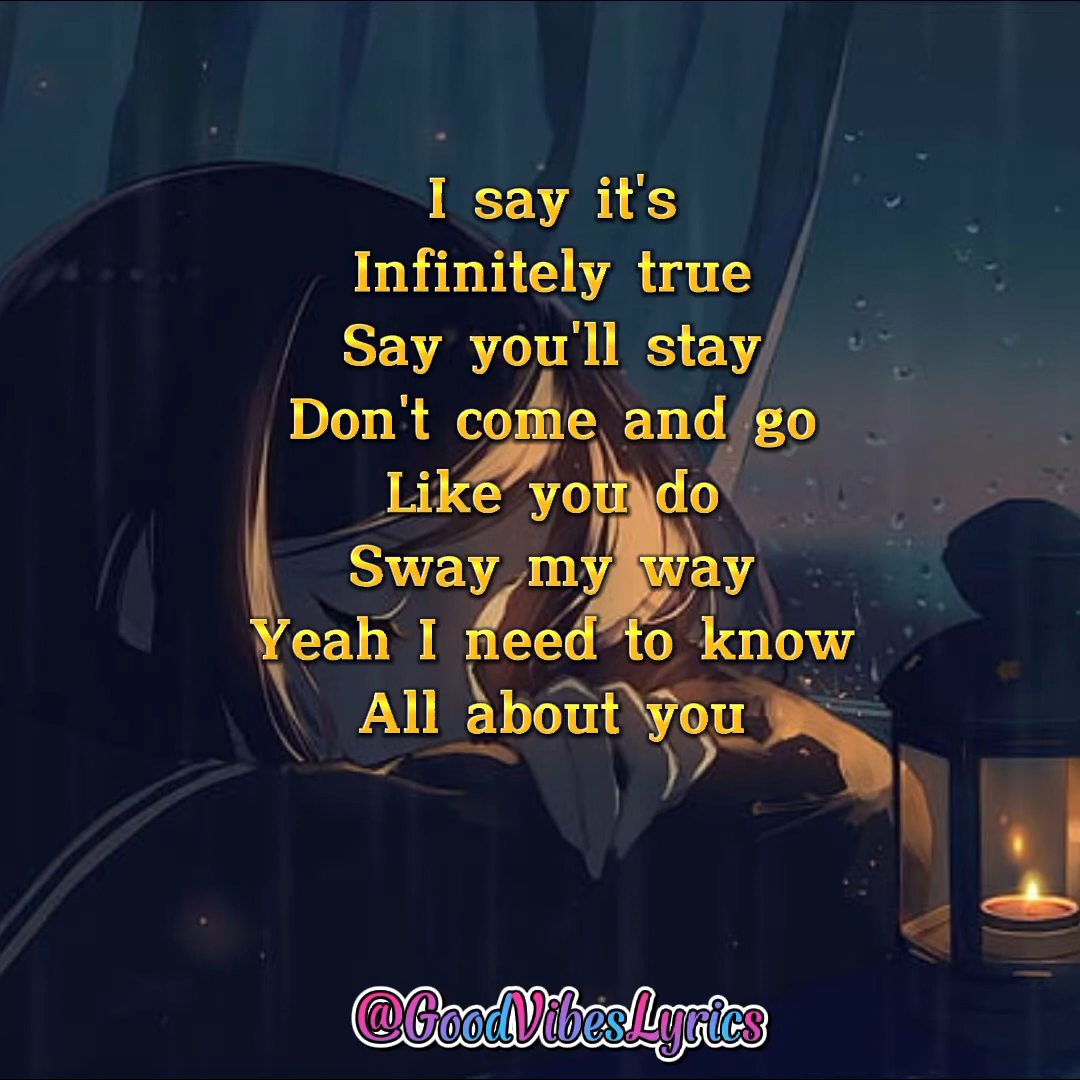 I say it's
Infinitely true
Say you'll stay
Don't come and go
Like you do
Sway my way
Yeah I need to know
All about you
@GoodVibesLyrics